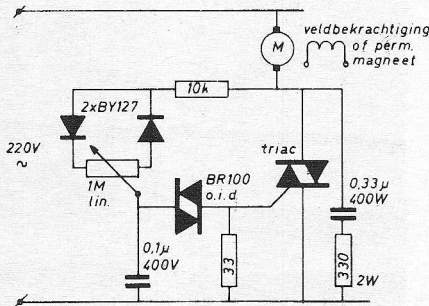 veldbekrachtiging
of perm.
magneet
M
10k
2xBY127
220V
~
1M
lin.
BR100
o.i.d.
triac
0,33µ
400W
0,1µ
400V
33
330
2W